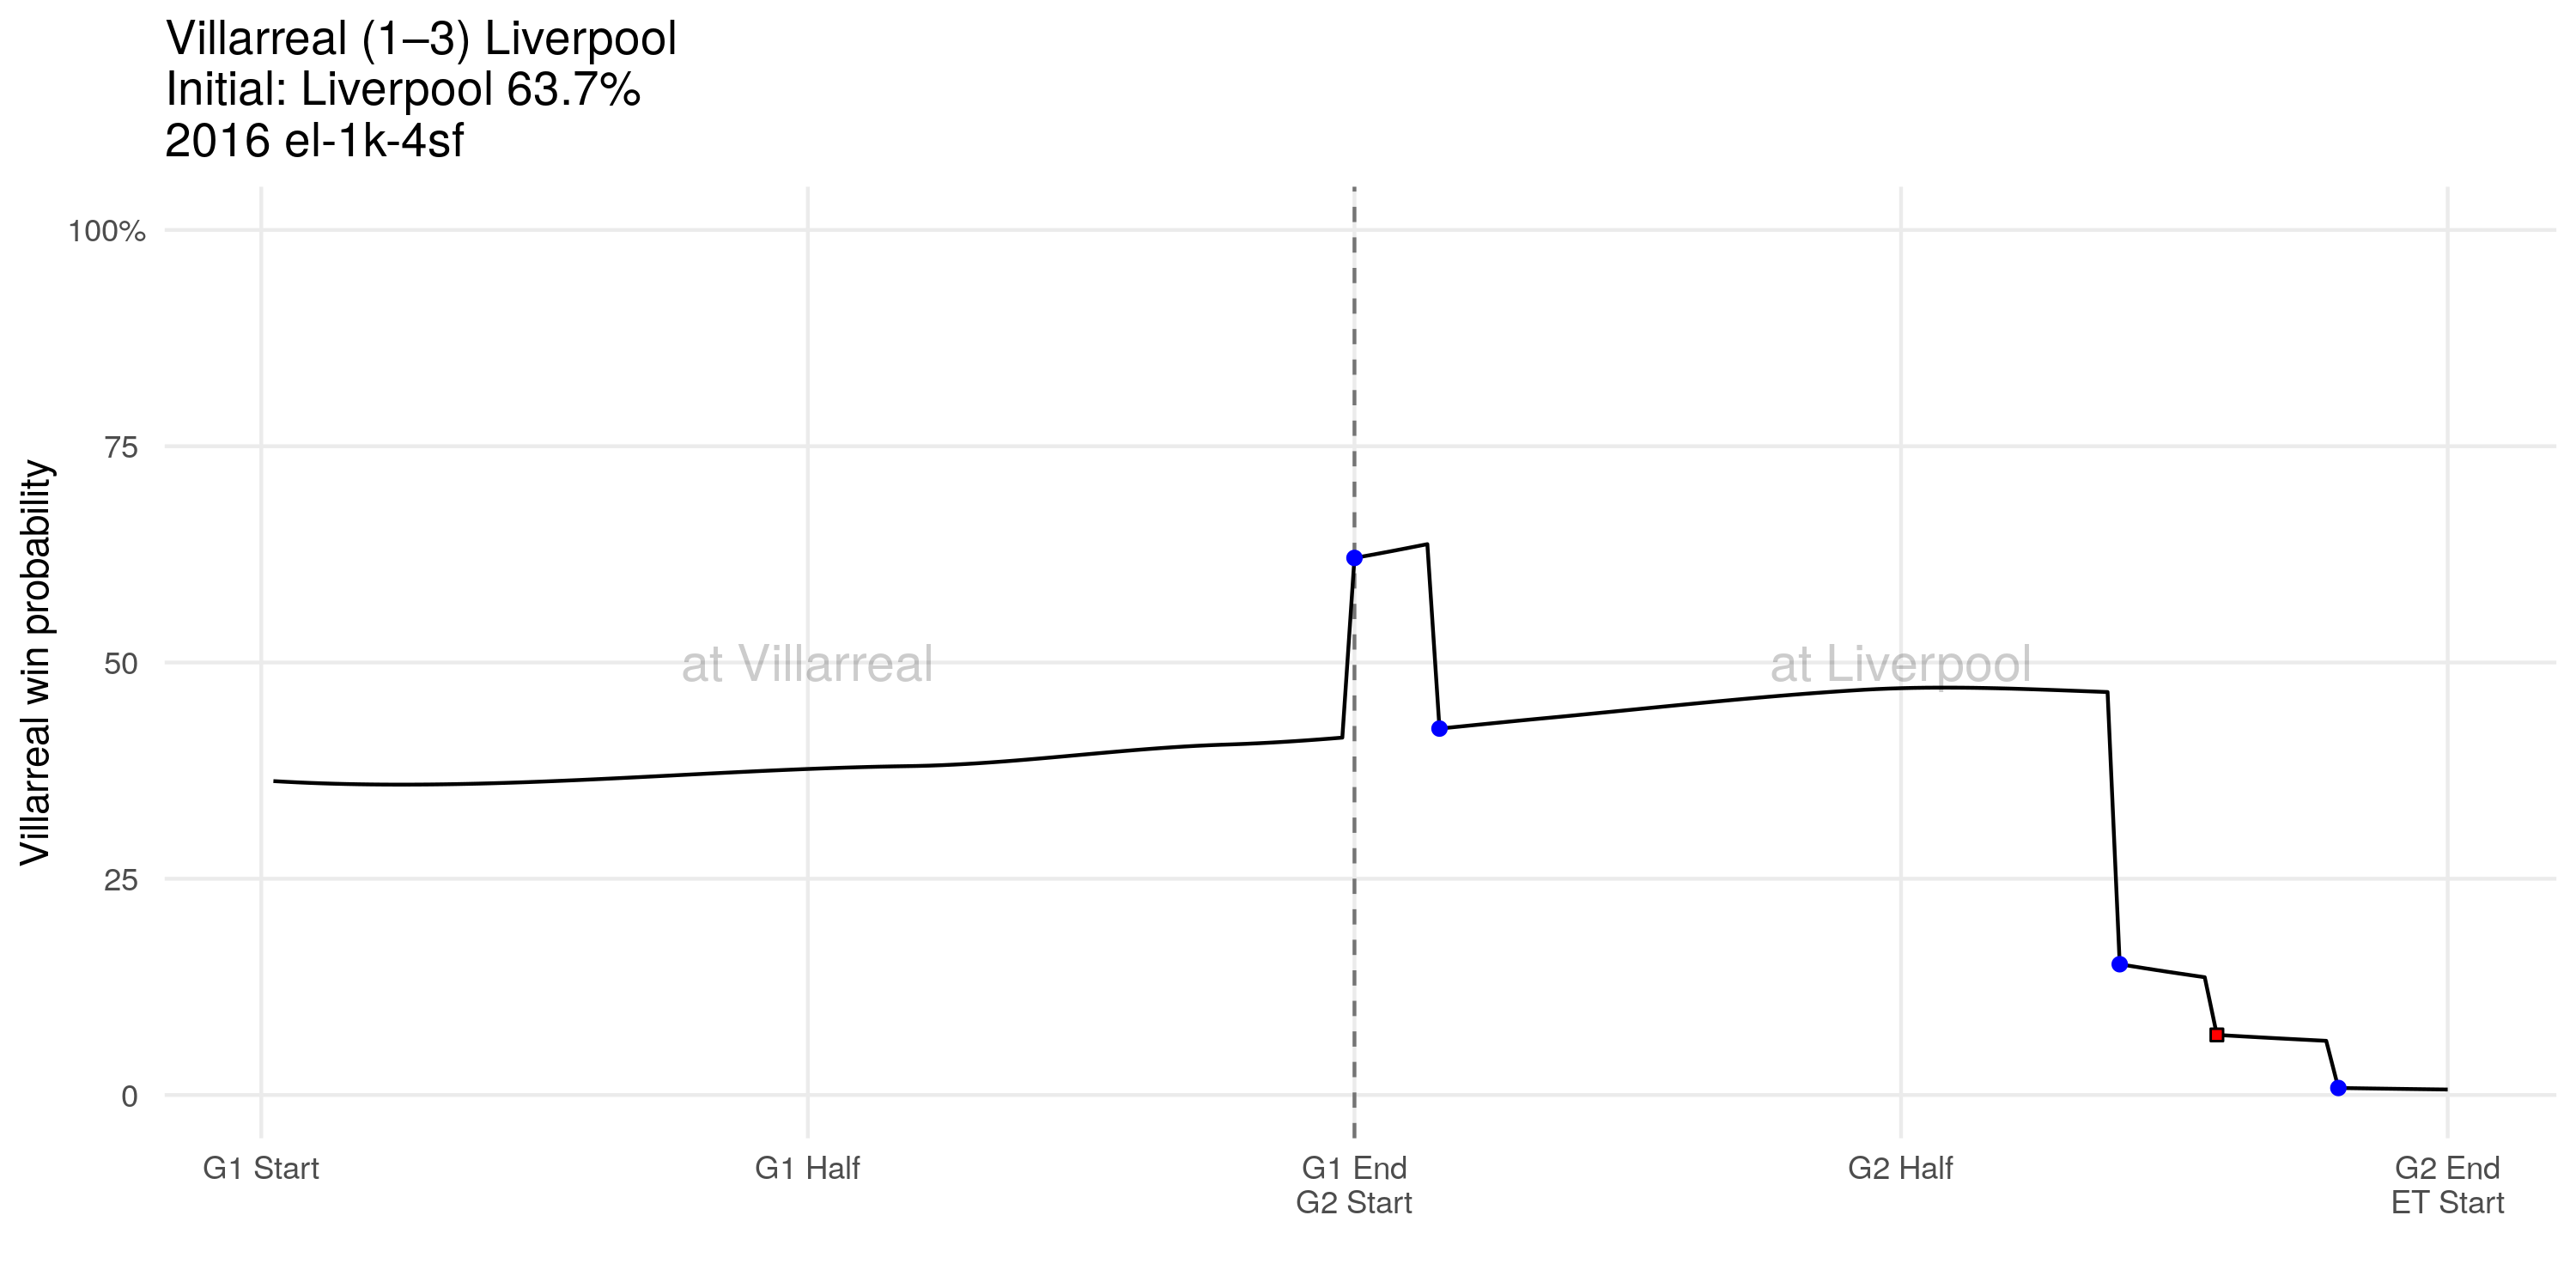 Villarreal (1–3) Liverpool
Initial: Liverpool 63.7%
2016 el-1k-4sf
Villarreal win probability
100%
75
50
25
0
at Villarreal
at Liverpool
G1 Start
G1 Half
G1 End
G2 Start
G2 Half
G2 End
ET Start